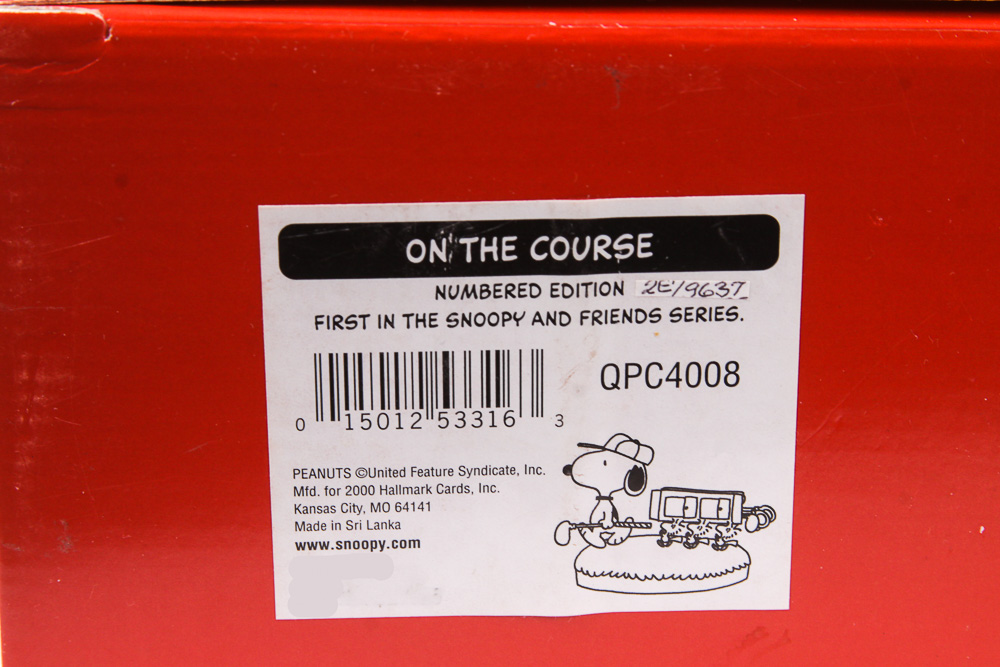 ON THE COURSE
NUMBERED EDITION 2E/9637
FIRST IN THE SNOOPY AND FRIENDS SERIES.
QPC4008
0 15012 53316 3
PEANUTS ©United Feature Syndicate, Inc.
Mfd. for 2000 Hallmark Cards, Inc.
Kansas City, MO 64141
Made in Sri Lanka
www.snoopy.com